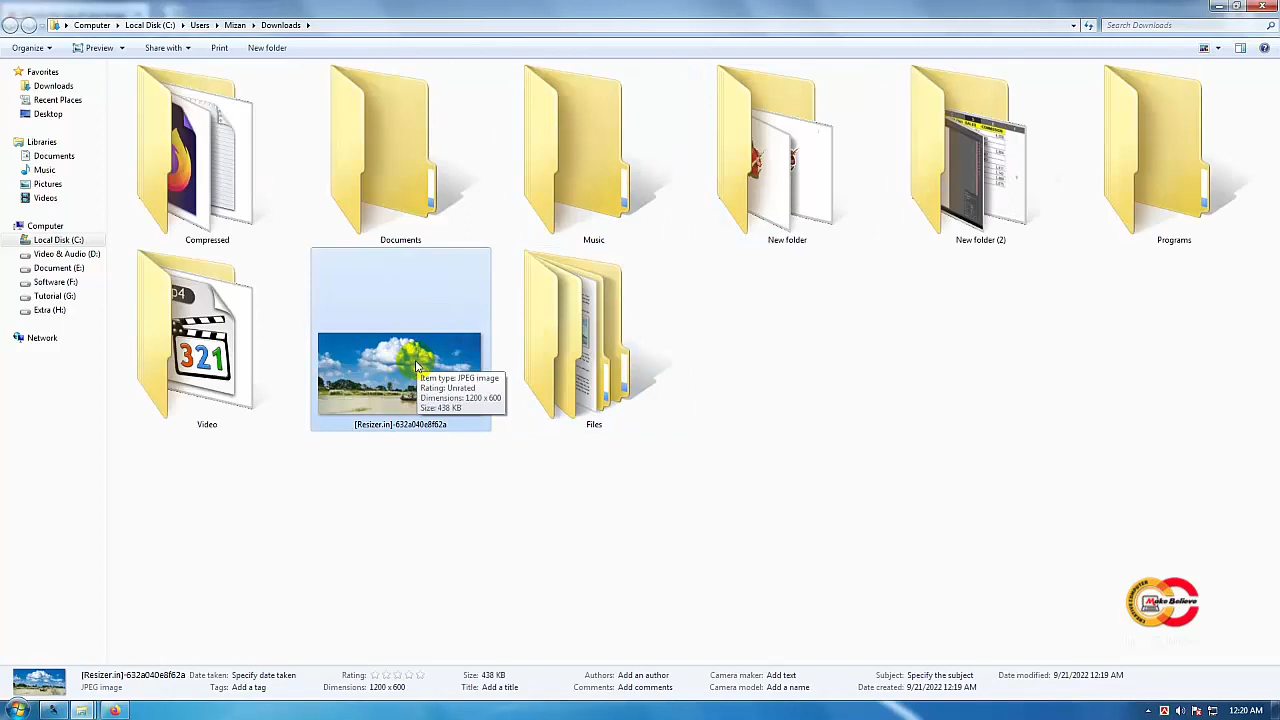 Computer Local Disk (C:) Users Mizan Downloads
Search Downloads
Organize Preview Share with Print New folder
Favorites
Downloads
Recent Places
Desktop
Libraries
Documents
Music
Pictures
Videos
Computer
Local Disk (C:)
Video & Audio (D:)
Document (E:)
Software (F:)
Tutorial (G:)
Extra (H:)
Network
Compressed
Documents
Music
New folder
New folder (2)
Programs
Video
321
[Resizer.in]-632a040e8f62a
Files
Item type: JPEG image
Rating: Unrated
Dimensions: 1200 x 600
Size: 438 KB
CREATIVE COMPUTER
Make Believe
[Resizer.in]-632a040e8f62a Date taken: Specify date taken Rating: Size: 438 KB Authors: Add an author Camera maker: Add text Subject: Specify the subject Date modified: 9/21/2022 12:19 AM
JPEG image Tags: Add a tag Dimensions: 1200 x 600 Title: Add a title Comments: Add comments Camera model: Add a name Date created: 9/21/2022 12:19 AM
12:20 AM